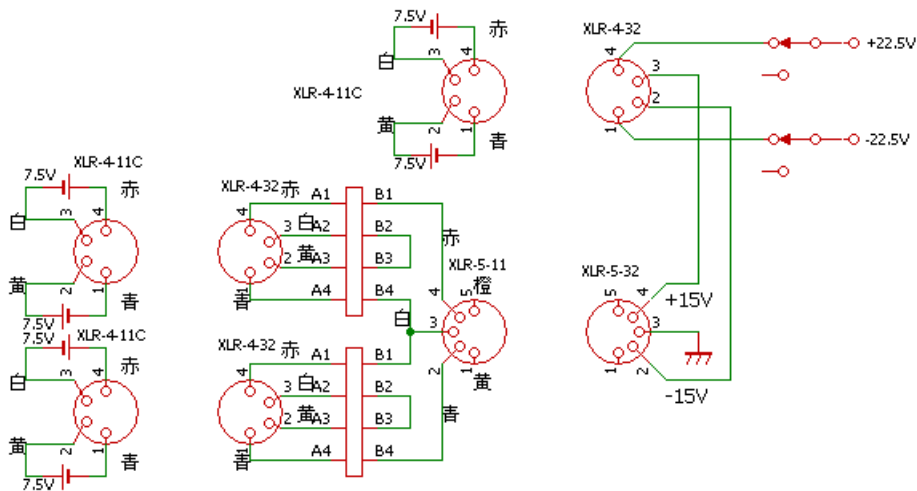 7.5V
赤
XLR-4-32
4
+22.5V
3
4
白
3
XLR-4-11C
2
黄
2
1
青
1
7.5V
-22.5V
XLR-4-11C
7.5V
赤
XLR-4-32
赤
A1
B1
4
3
4
白
3
白
A2
B2
赤
2
黄
A3
B3
XLR-5-11
XLR-5-32
黄
2
1
青
1
青
A4
B4
4
5
橙
5
4
+15V
7.5V
XLR-4-11C
白
3
3
7.5V
XLR-4-32
赤
A1
B1
2
1
黄
1
2
赤
4
-15V
白
3
4
3
白
A2
B2
2
黄
A3
B3
青
黄
2
1
青
1
青
A4
B4
7.5V